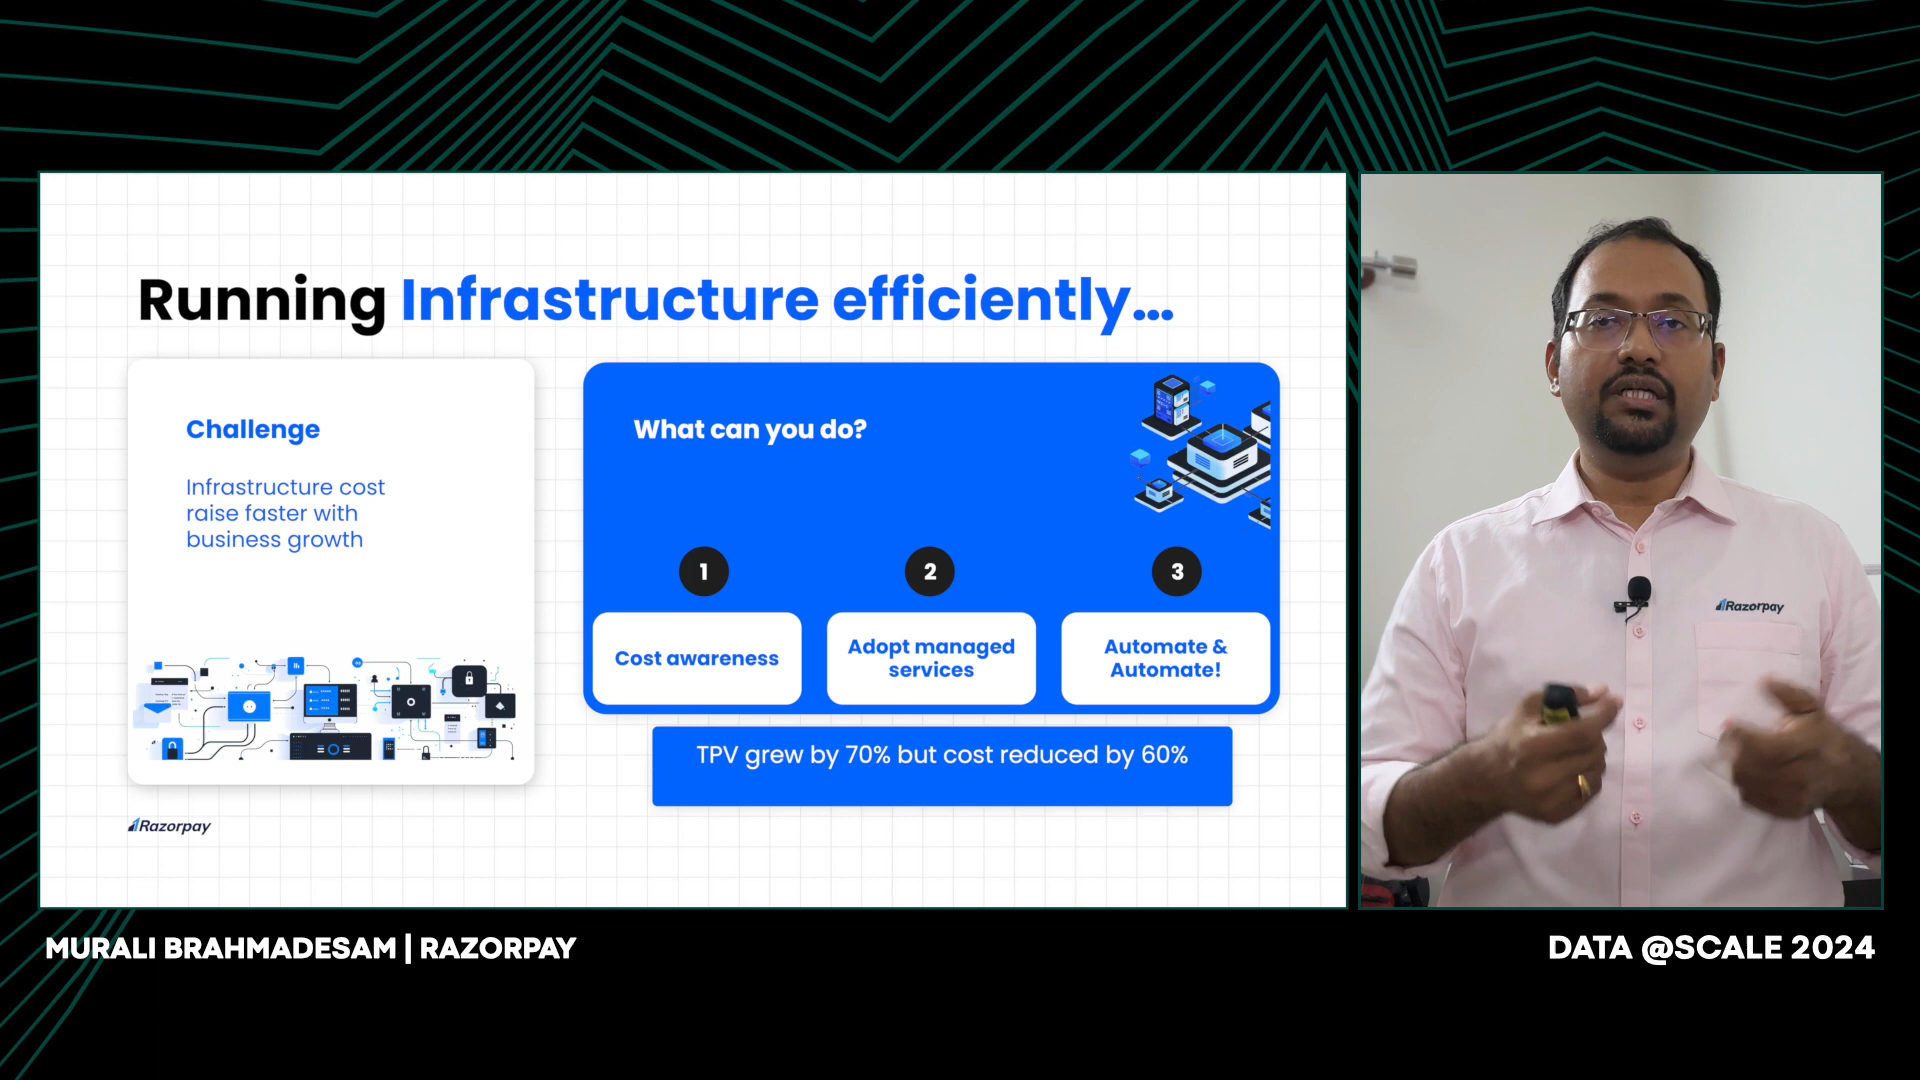 Running Infrastructure efficiently...
Challenge
Infrastructure cost
raise faster with
business growth
What can you do?
1
2
3
Cost awareness
Adopt managed
services
Automate &
Automate!
TPV grew by 70% but cost reduced by 60%
Razorpay
Razorpay
MURALI BRAHMADESAM | RAZORPAY
DATA @SCALE 2024